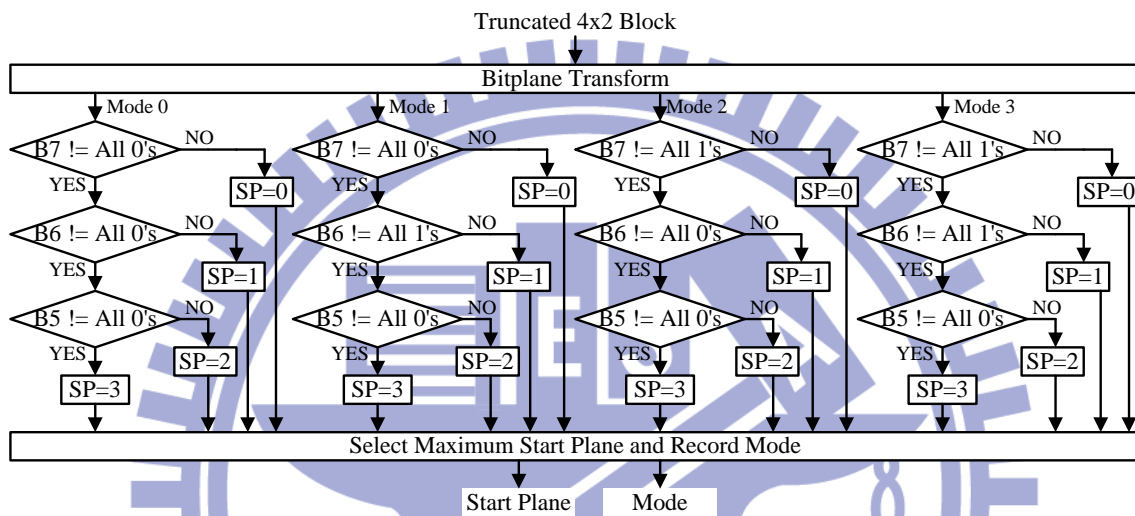 Truncated 4x2 Block
Bitplane Transform
Mode 0 Mode 1 Mode 2 Mode 3
B7 != All 0's NO B7 != All 0's NO B7 != All 1's NO B7 != All 1's NO
YES SP=0 YES SP=0 YES SP=0 YES SP=0
B6 != All 0's NO B6 != All 1's NO B6 != All 0's NO B6 != All 1's NO
YES SP=1 YES SP=1 YES SP=1 YES SP=1
B5 != All 0's NO B5 != All 0's NO B5 != All 0's NO B5 != All 0's NO
YES SP=2 YES SP=2 YES SP=2 YES SP=2
SP=3 SP=3 SP=3 SP=3
Select Maximum Start Plane and Record Mode
Start Plane Mode